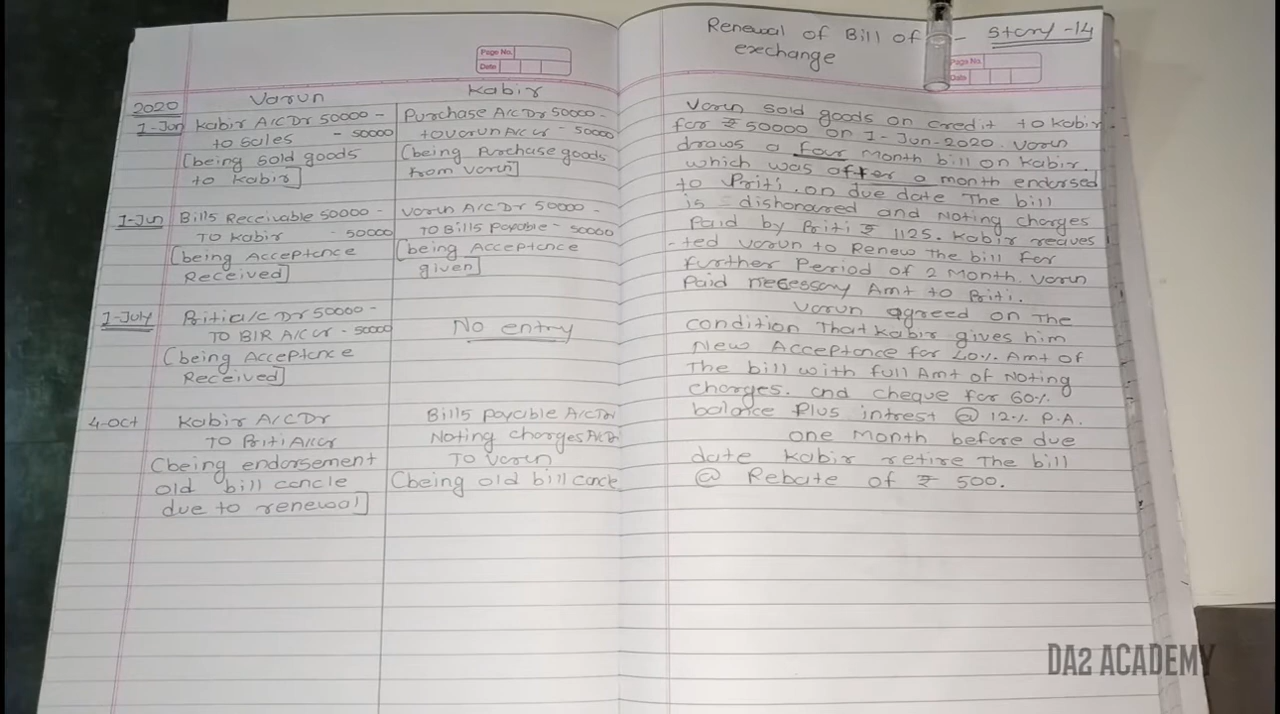 Renewal of Bill of - Story - 14
exechange
Page No.
Date
Page No.
Date
Varun
Kabir
2020
1-Jun Kabir A/C Dr 50000 -
to sales - 50000
[being sold goods
to Kabir]
Purchase A/C Dr 50000 -
to Varun A/C Cr - 50000
[being Purchase goods
from Varun]
1-Jun Bills Receivable 50000 -
TO Kabir - 50000
[being Acceptance
Received]
Varun A/C Dr 50000 -
TO Bills Payable - 50000
[being Acceptance
given]
1-July Priti a/c Dr 50000 -
TO B/R A/C Cr - 50000
[being Acceptance
Received]
No entry
4-Oct Kabir A/C Dr
TO Priti A/c Cr
[being endorsement
old bill cancle
due to renewal]
Bills payable A/C Dr
Noting charges A/c Dr
TO Varun
[being old bill cancle
Varun sold goods on credit to Kabir
for ₹ 50000 on 1-Jun-2020. Varun
draws a four Month bill on Kabir.
which was after a month endorsed
to Priti. on due date The bill
is dishonared and Noting charges
Paid by Priti ₹ 1125. Kabir reques
-ted Varun to Renew the bill for
further Period of 2 Month. Varun
Paid necessary Amt to Priti.
Varun agreed on The
condition That Kabir gives him
New Acceptance for 40% Amt of
The bill with full Amt of Noting
charges. and cheque for 60%
balance Plus intrest @ 12% P.A.
one Month before due
date Kabir retire The bill
@ Rebate of ₹ 500.
DA2 ACADEMY